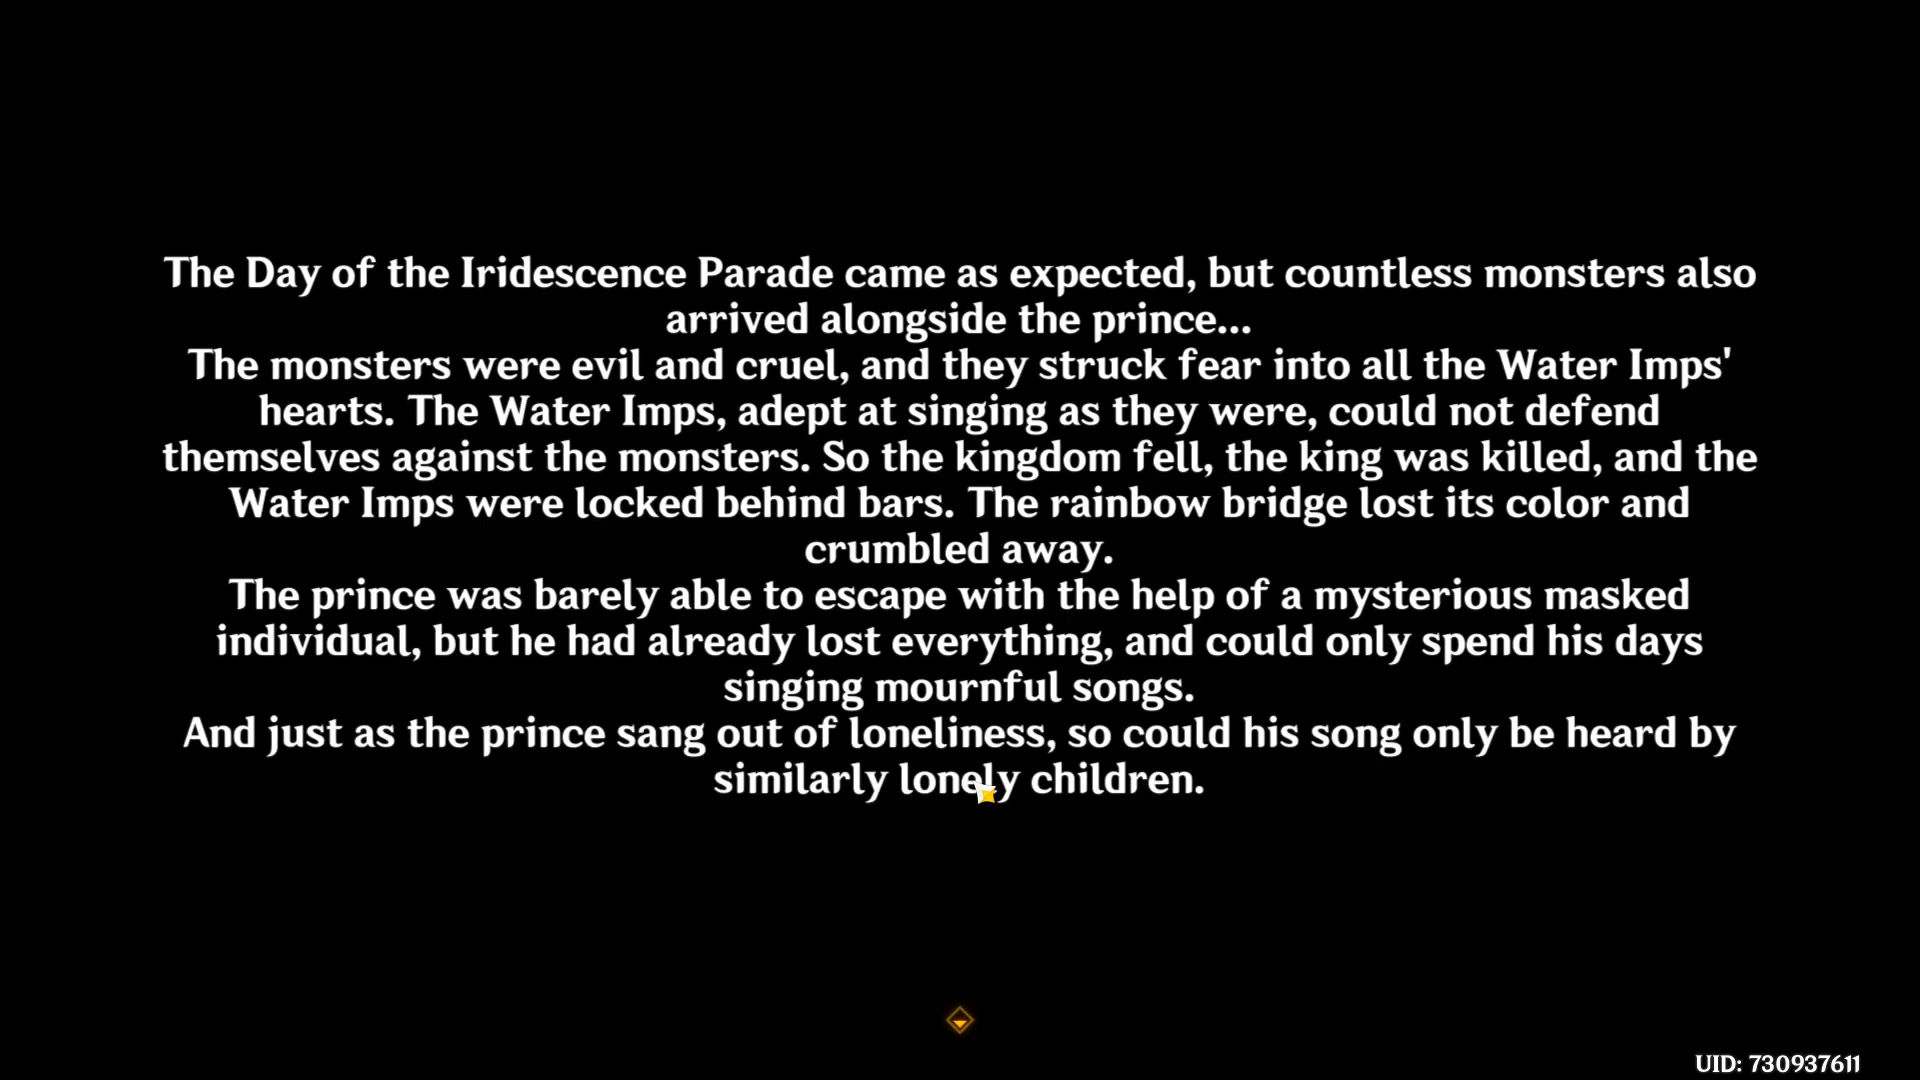 The Day of the Iridescence Parade came as expected, but countless monsters also
arrived alongside the prince...
The monsters were evil and cruel, and they struck fear into all the Water Imps'
hearts. The Water Imps, adept at singing as they were, could not defend
themselves against the monsters. So the kingdom fell, the king was killed, and the
Water Imps were locked behind bars. The rainbow bridge lost its color and
crumbled away.
The prince was barely able to escape with the help of a mysterious masked
individual, but he had already lost everything, and could only spend his days
singing mournful songs.
And just as the prince sang out of loneliness, so could his song only be heard by
similarly lonely children.
UID: 730937611